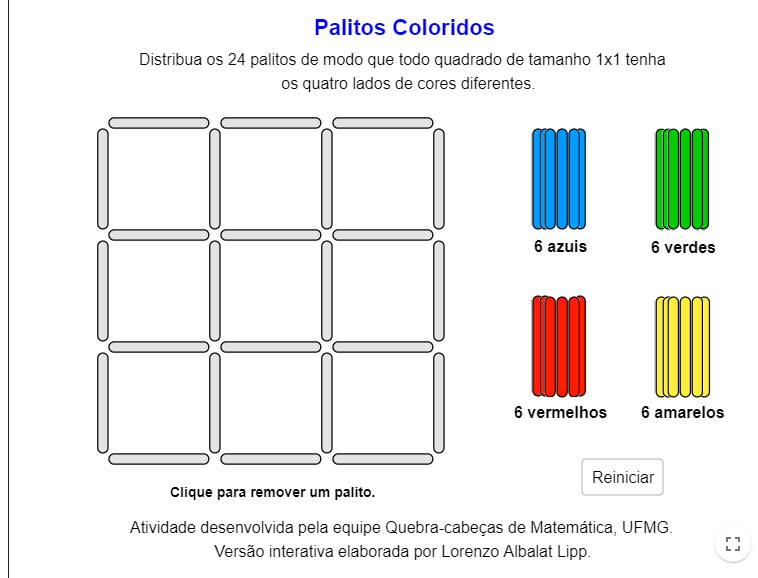 Palitos Coloridos
Distribua os 24 palitos de modo que todo quadrado de tamanho 1x1 tenha
os quatro lados de cores diferentes.
6 azuis
6 verdes
6 vermelhos
6 amarelos
Reiniciar
Clique para remover um palito.
Atividade desenvolvida pela equipe Quebra-cabeças de Matemática, UFMG.
Versão interativa elaborada por Lorenzo Albalat Lipp.